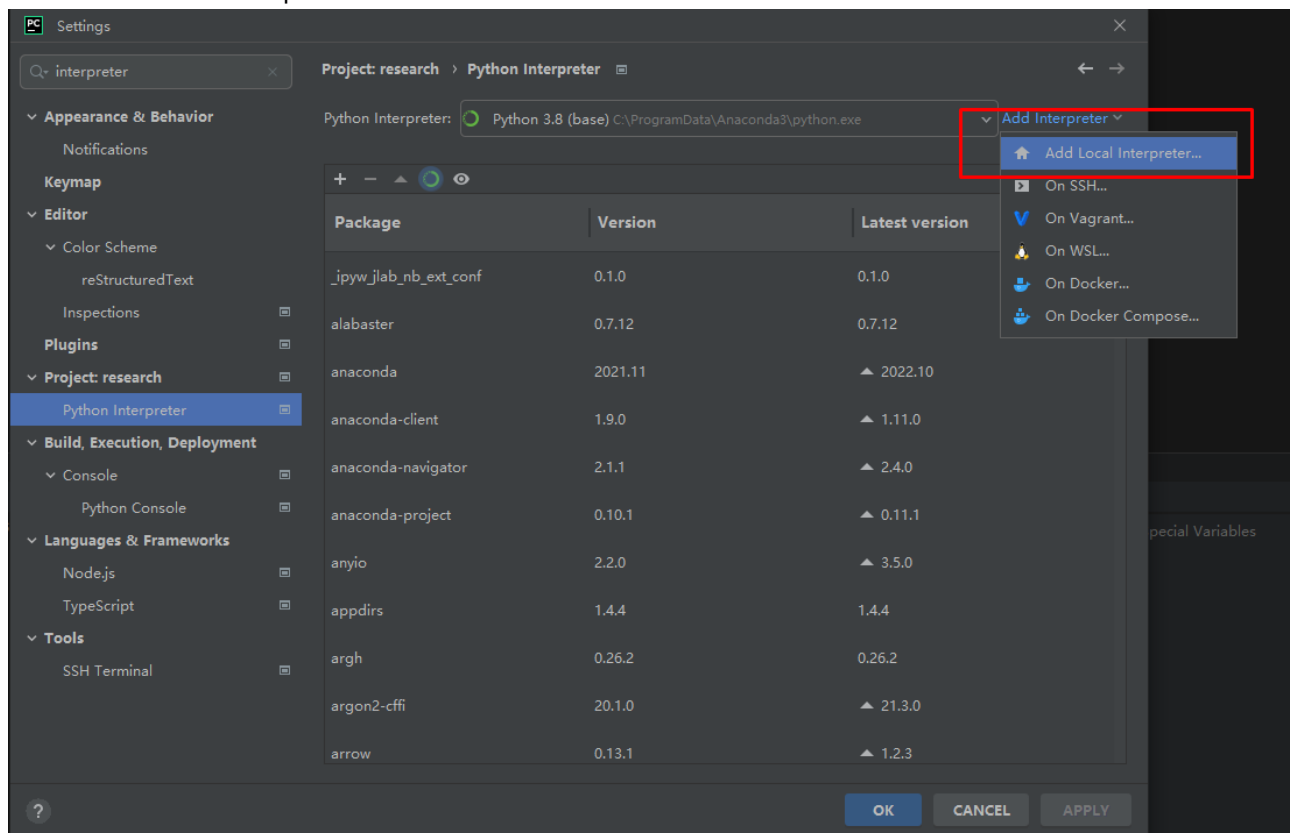 PC Settings
interpreter
Project: research › Python Interpreter
Python Interpreter: Python 3.8 (base) C:\ProgramData\Anaconda3\python.exe Add Interpreter
Add Local Interpreter...
On SSH...
On Vagrant...
On WSL...
On Docker...
On Docker Compose...
Appearance & Behavior
Notifications
Keymap
Editor
Color Scheme
reStructuredText
Inspections
Plugins
Project: research
Python Interpreter
Build, Execution, Deployment
Console
Python Console
Languages & Frameworks
Node.js
TypeScript
Tools
SSH Terminal
Package Version Latest version
_ipyw_jlab_nb_ext_conf 0.1.0 0.1.0
alabaster 0.7.12 0.7.12
anaconda 2021.11 2022.10
anaconda-client 1.9.0 1.11.0
anaconda-navigator 2.1.1 2.4.0
anaconda-project 0.10.1 0.11.1
anyio 2.2.0 3.5.0
appdirs 1.4.4 1.4.4
argh 0.26.2 0.26.2
argon2-cffi 20.1.0 21.3.0
arrow 0.13.1 1.2.3
pecial Variables
? OK CANCEL APPLY